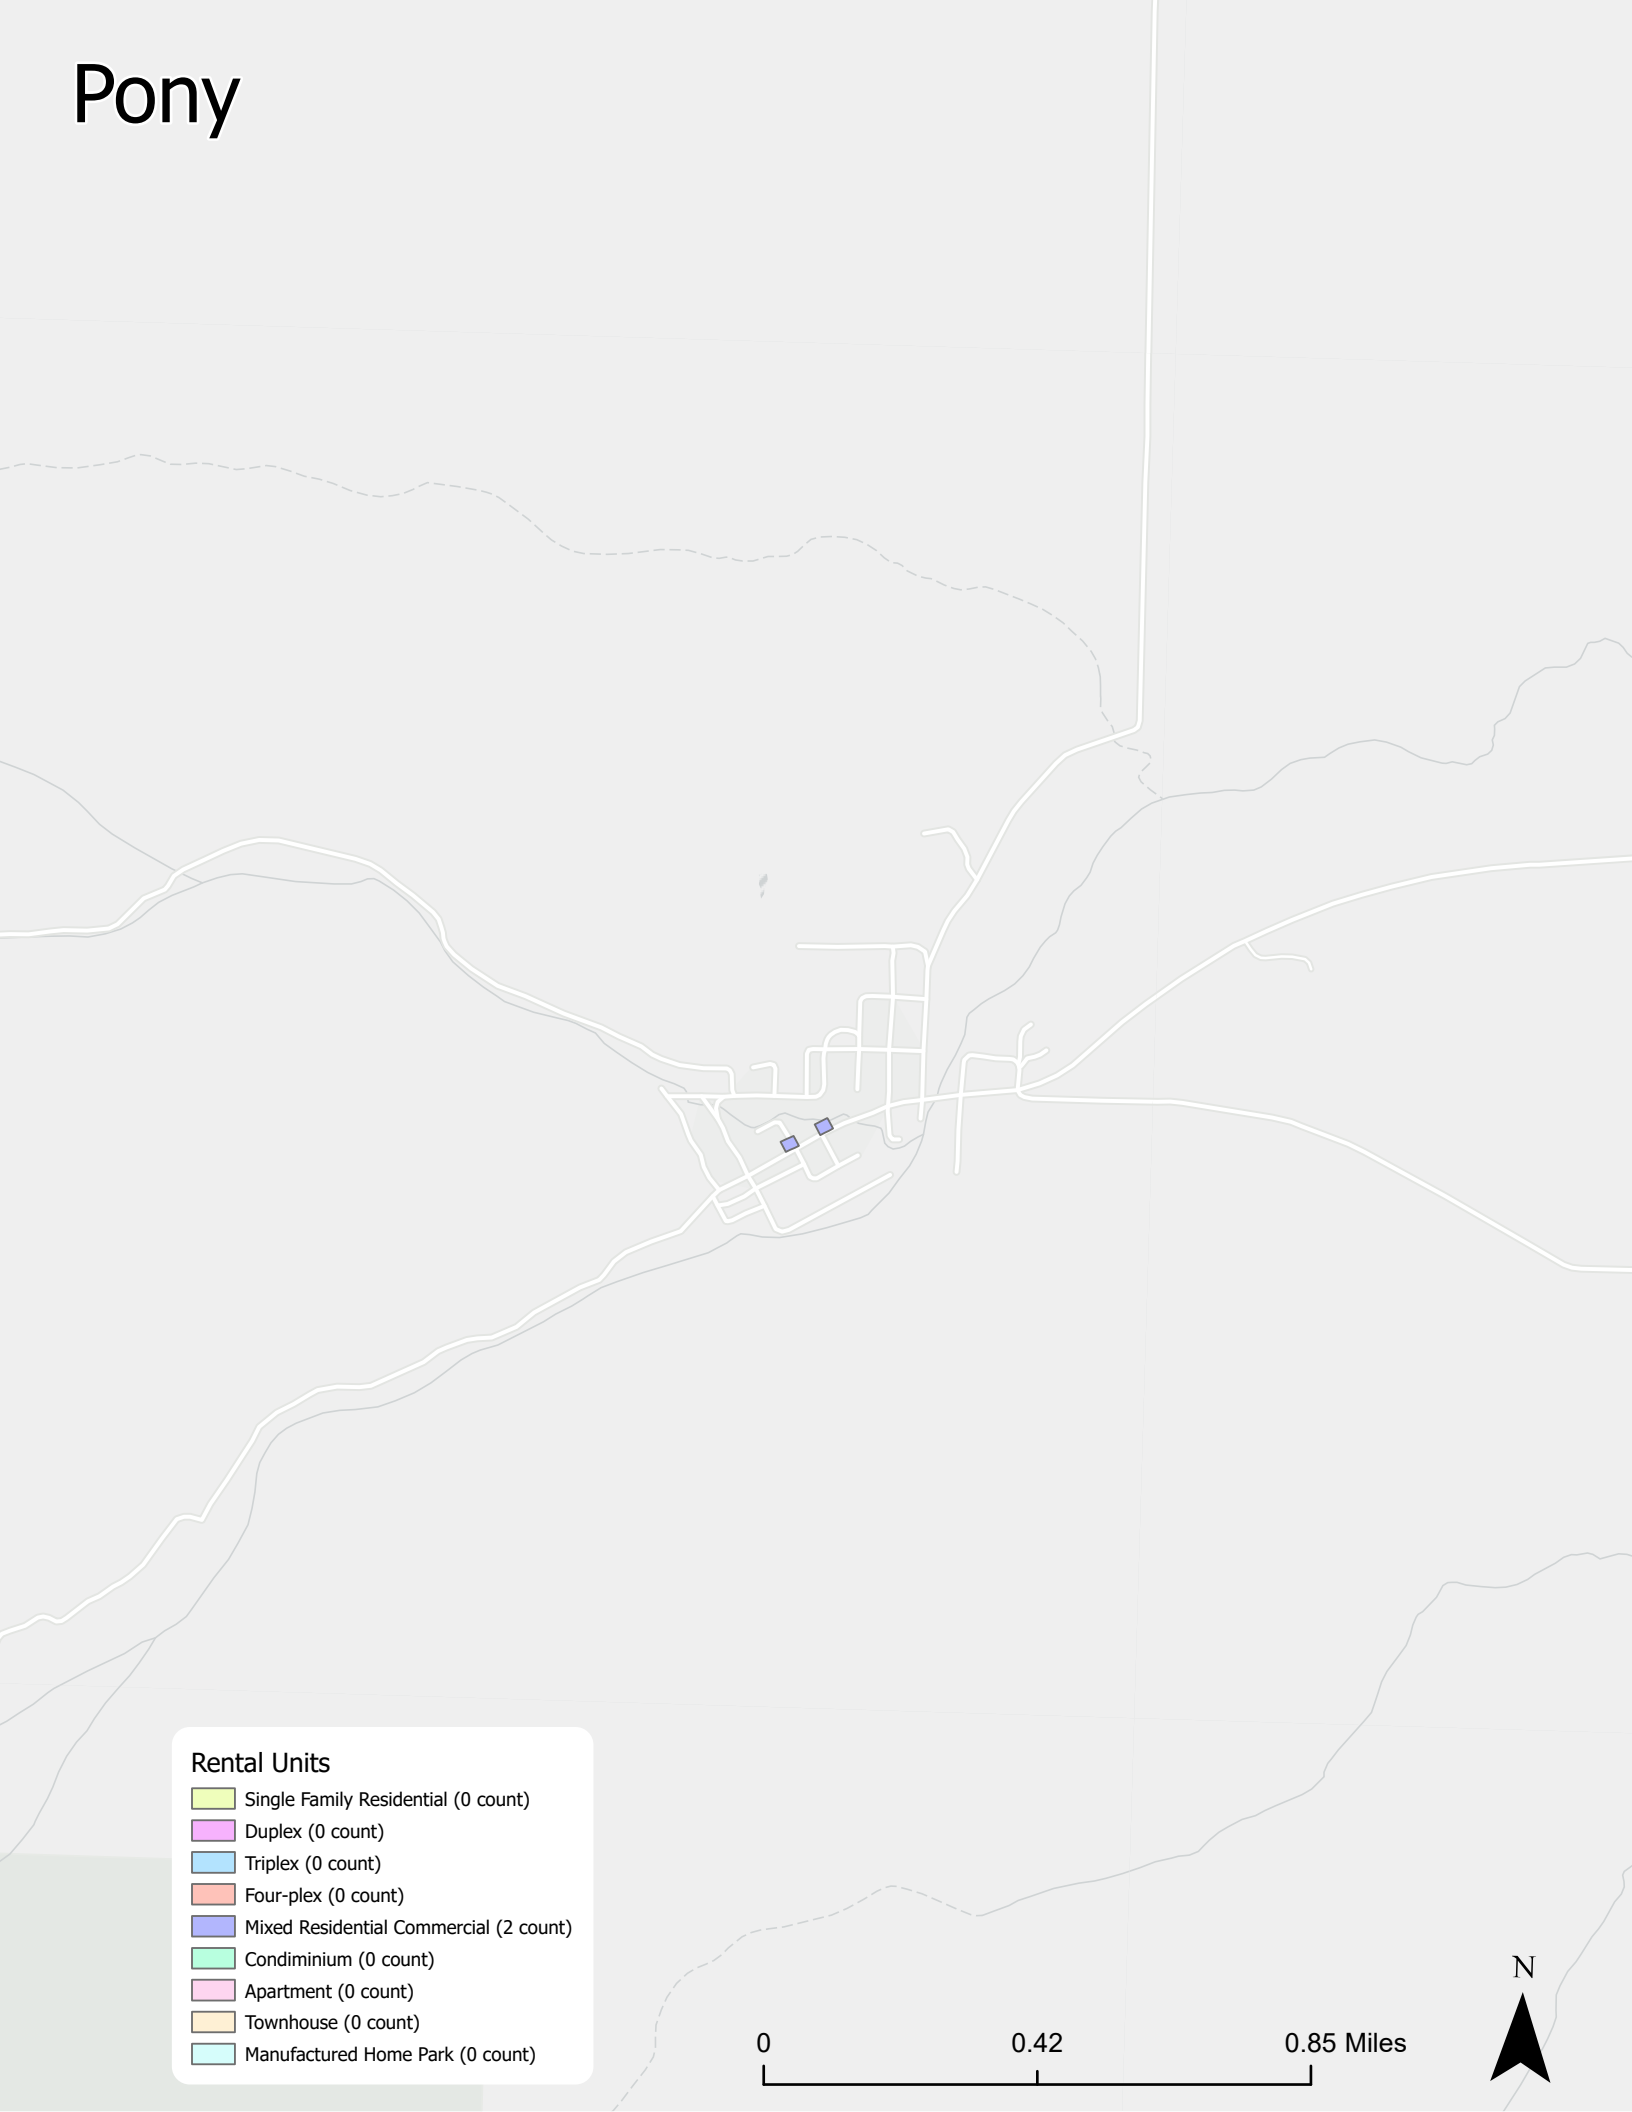 Pony
Rental Units
Single Family Residential (0 count)
Duplex (0 count)
Triplex (0 count)
Four-plex (0 count)
Mixed Residential Commercial (2 count)
Condiminium (0 count)
Apartment (0 count)
Townhouse (0 count)
Manufactured Home Park (0 count)
0 0.42 0.85 Miles
N